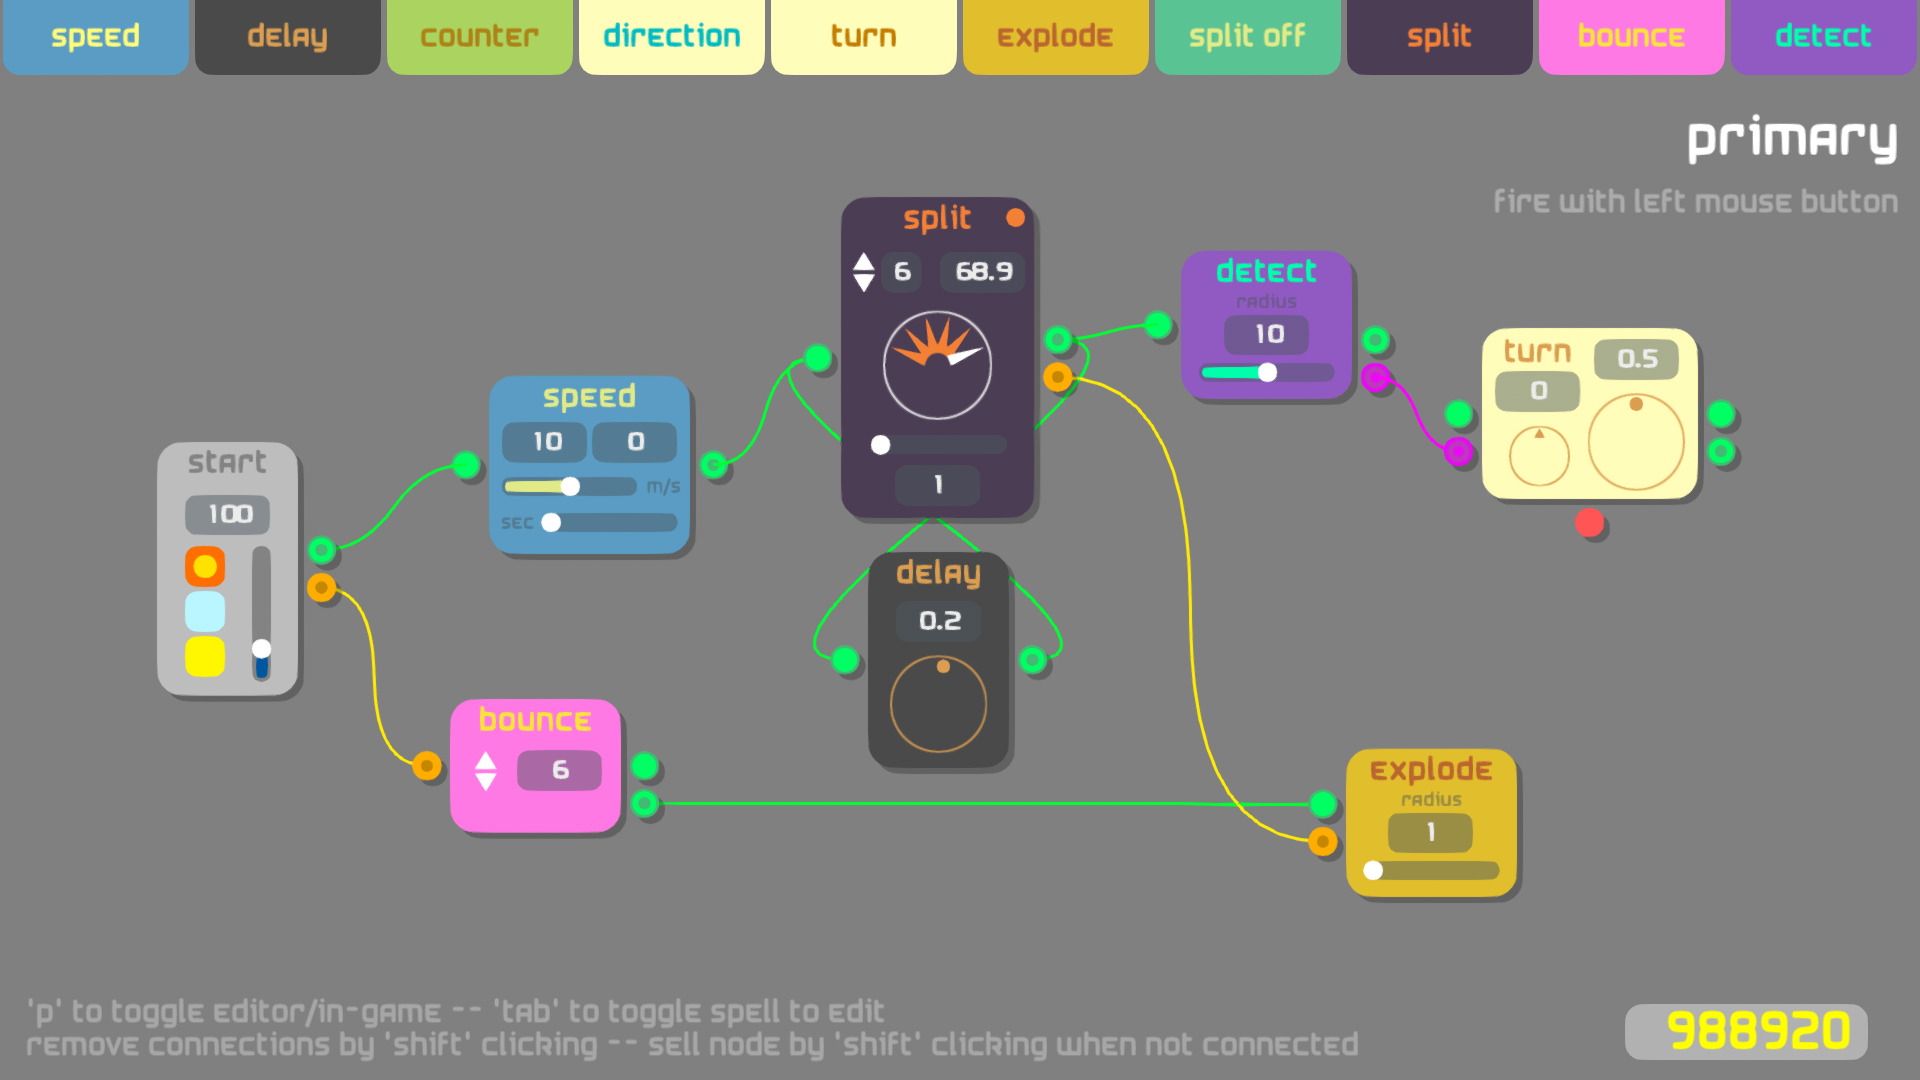 speed delay counter direction turn explode split off split bounce detect
primary
fire with left mouse button
split
6 68.9
1
detect
radius
10
turn 0.5
0
speed
10 0
m/s
sec
start
100
delay
0.2
bounce
6
explode
radius
1
'p' to toggle editor/in-game -- 'tab' to toggle spell to edit
remove connections by 'shift' clicking -- sell node by 'shift' clicking when not connected
988920